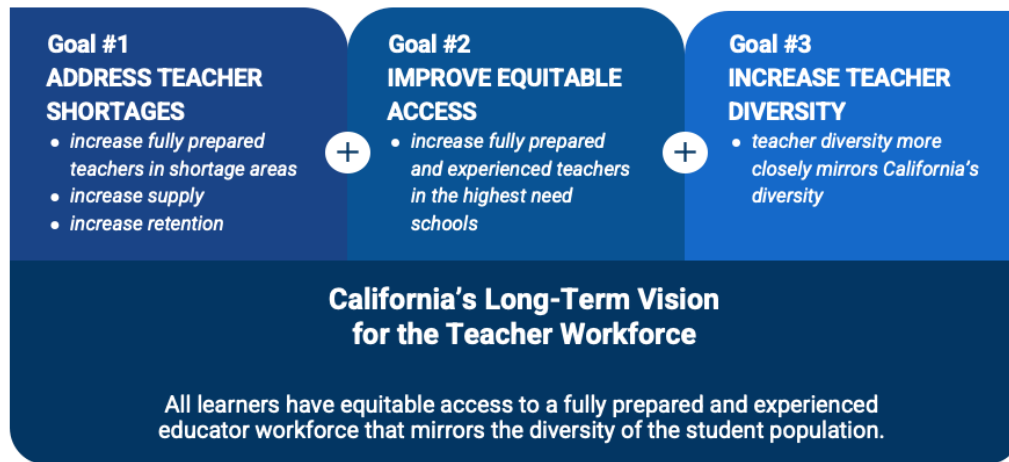 Goal #1
ADDRESS TEACHER
SHORTAGES
• increase fully prepared
teachers in shortage areas
• increase supply
• increase retention
+
Goal #2
IMPROVE EQUITABLE
ACCESS
• increase fully prepared
and experienced teachers
in the highest need
schools
+
Goal #3
INCREASE TEACHER
DIVERSITY
• teacher diversity more
closely mirrors California’s
diversity
California’s Long-Term Vision
for the Teacher Workforce
All learners have equitable access to a fully prepared and experienced
educator workforce that mirrors the diversity of the student population.